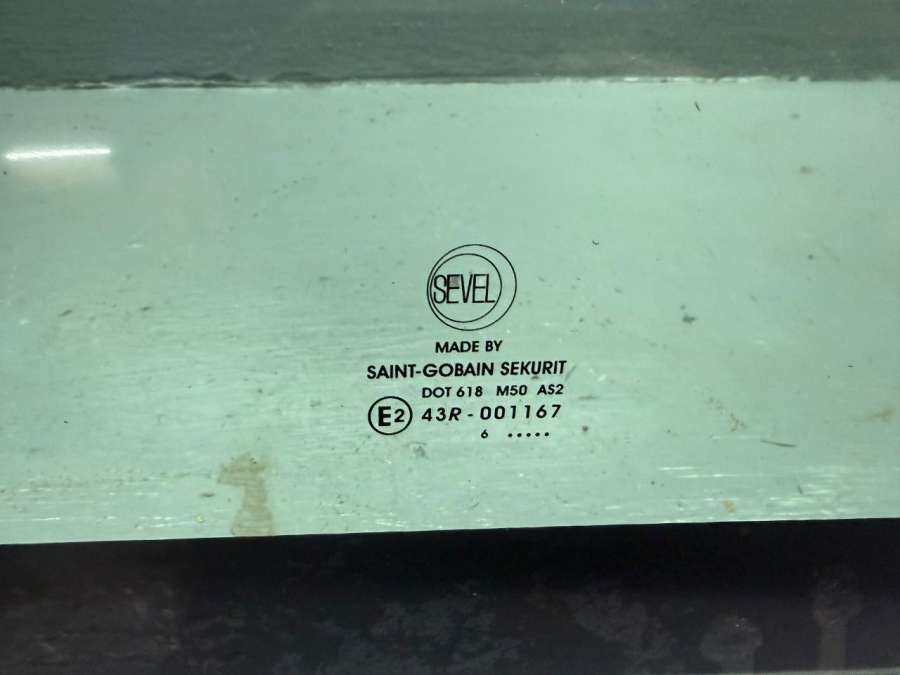 SEVEL
MADE BY
SAINT-GOBAIN SEKURIT
DOT 618 M50 AS2
E2 43R - 001167
6 •••••